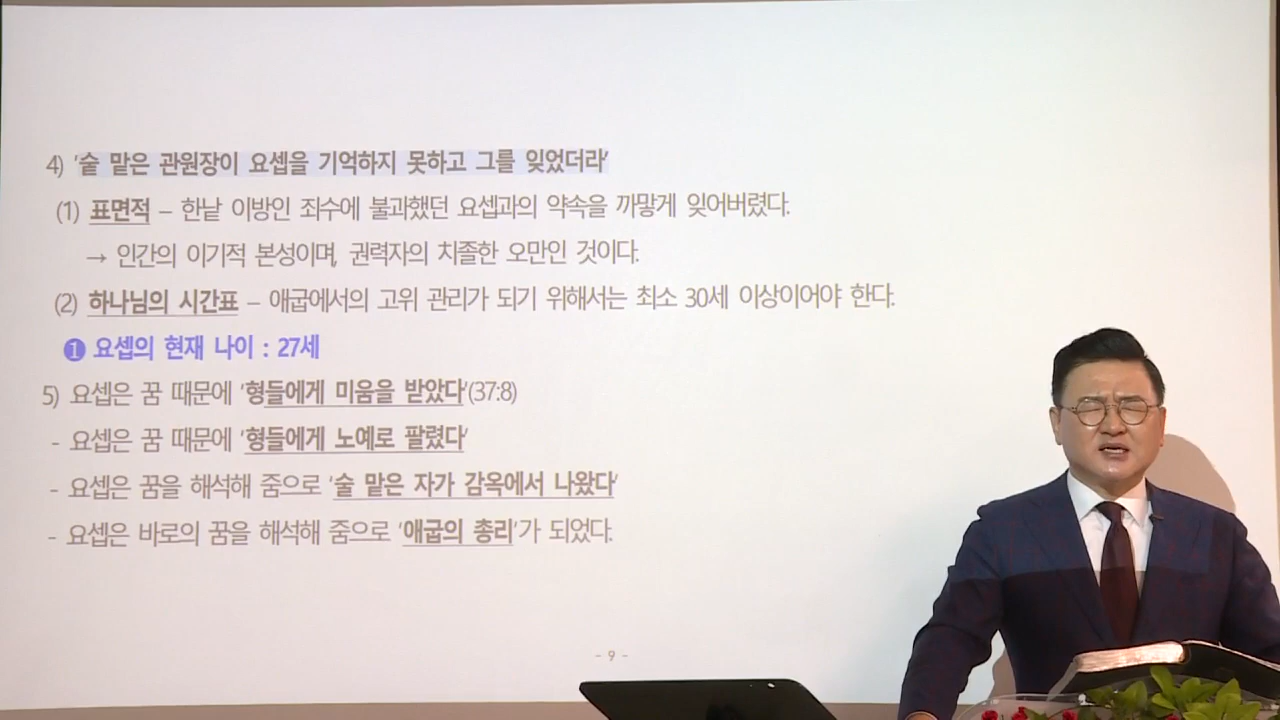 4) '술 맡은 관원장이 요셉을 기억하지 못하고 그를 잊었더라'
(1) 표면적 – 한낱 이방인 죄수에 불과했던 요셉과의 약속을 까맣게 잊어버렸다.
→ 인간의 이기적 본성이며, 권력자의 치졸한 오만인 것이다.
(2) 하나님의 시간표 – 애굽에서의 고위 관리가 되기 위해서는 최소 30세 이상이어야 한다.
❶ 요셉의 현재 나이 : 27세
5) 요셉은 꿈 때문에 '형들에게 미움을 받았다'(37:8)
- 요셉은 꿈 때문에 '형들에게 노예로 팔렸다'
- 요셉은 꿈을 해석해 줌으로 '술 맡은 자가 감옥에서 나왔다'
- 요셉은 바로의 꿈을 해석해 줌으로 '애굽의 총리'가 되었다.
- 9 -